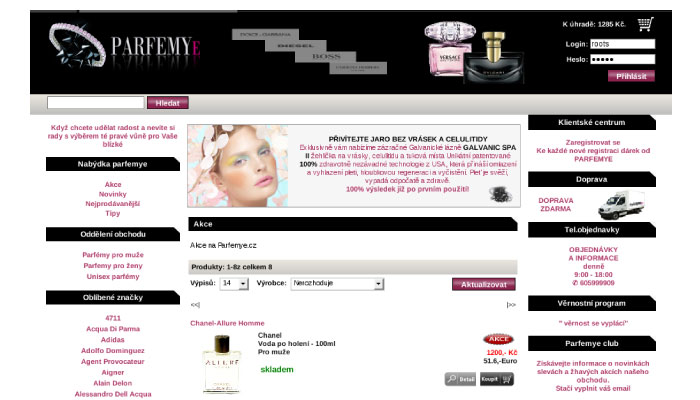 PARFEMYE
DOLCE & GABBANA
BOSS
VERSACE
BVLGARI
K úhradě: 1285 Kč.
Login: roots
Heslo: •••••
Přihlásit
Hledat
Když chcete udělat radost a nevíte si
rady s výběrem té pravé vůně pro Vaše
blízké
Nabídka parfemye
Akce
Novinky
Nejprodávanější
Tipy
Oddělení obchodu
Parfémy pro muže
Parfemy pro ženy
Unisex parfémy
Oblíbené značky
4711
Acqua Di Parma
Adidas
Adolfo Dominguez
Agent Provocateur
Aigner
Alain Delon
Alessandro Dell Acqua
PŘIVÍTEJTE JARO BEZ VRÁSEK A CELULITIDY
Exklusivně vám nabízíme zázračné Galvanické lázně GALVANIC SPA
II žehlička na vrásky, celulitidu a tuková místa Unikátní patentované
100% zdravotně nezávadné technologie z USA, která přináší omlazení
a vyhlazení pleti, hloubkovou regeneraci a vyčistění. Pleť je svěží,
vypadá odpočatě a zdravě.
100% výsledek již po prvním použití!
Akce
Akce na Parfemye.cz
Produkty: 1-8z celkem 8
Výpisů: 14 Výrobce: Nerozhoduje Aktualizovat
<<| |>>
Chanel-Allure Homme
Chanel
Voda po holení - 100ml
Pro muže
skladem
ALLURE
AKCE
1200,- Kč
51.6,-Euro
Detail Koupit
Klientské centrum
Zaregistrovat se
Ke každé nové registraci dárek od
PARFEMYE
Doprava
DOPRAVA
ZDARMA
Tel.objednavky
OBJEDNÁVKY
A INFORMACE
denně
9:00 - 18:00
✆ 605999909
Věrnostní program
" věrnost se vyplácí"
Parfemye club
Získávejte informace o novinkách
slevách a žhavých akcích našeho
obchodu.
Stačí vyplnit váš email